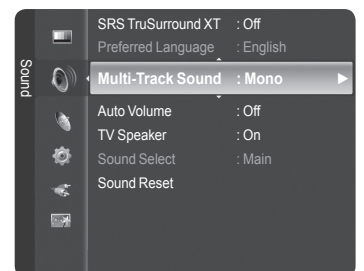 Sound
SRS TruSurround XT : Off
Preferred Language : English
Multi-Track Sound : Mono
Auto Volume : Off
TV Speaker : On
Sound Select : Main
Sound Reset